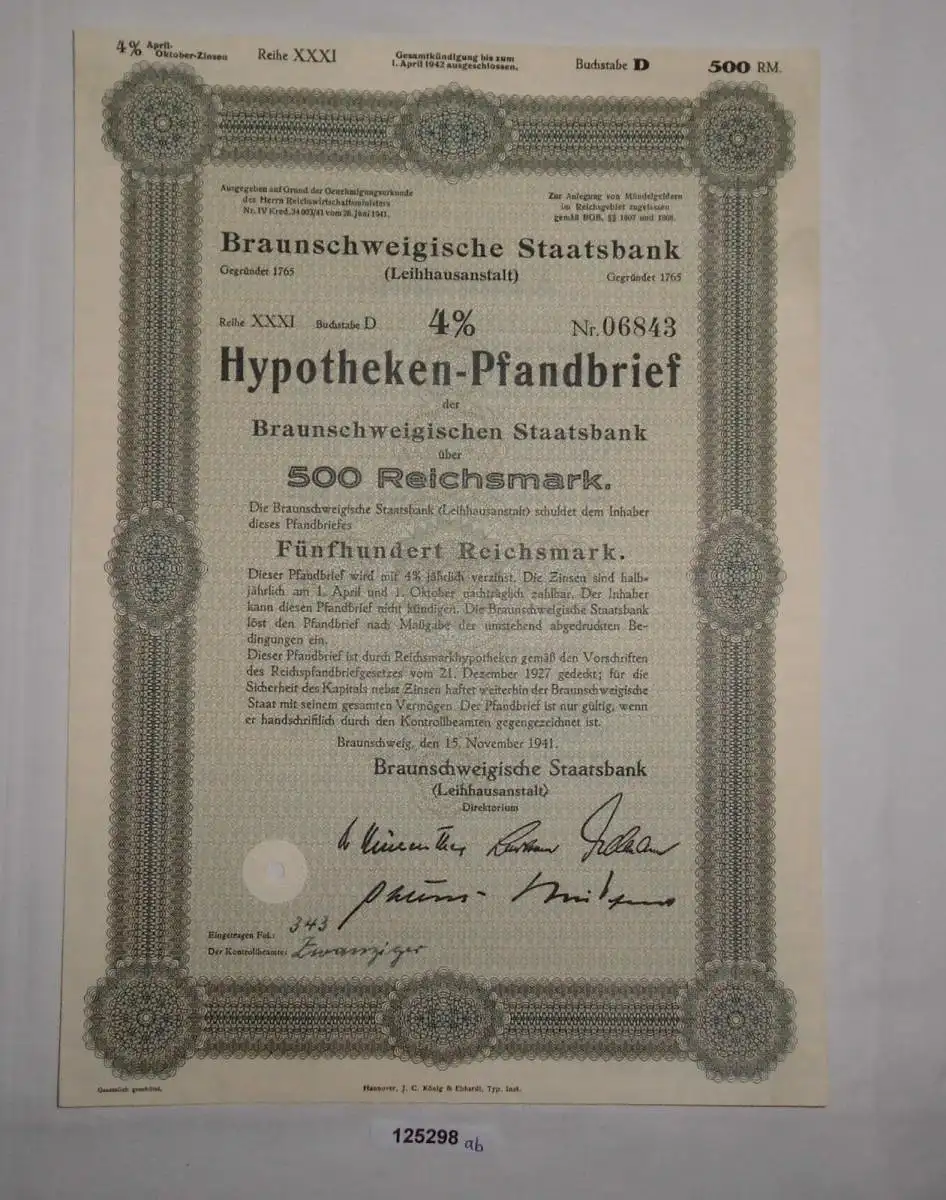 4% April-Oktober-Zinsen Reihe XXXI Gesamtkündigung bis zum 1. April 1942 ausgeschlossen. Buchstabe D 500 RM.
Ausgegeben auf Grund der Genehmigungsurkunde
des Herrn Reichswirtschaftsministers
Nr. IV Kred. 34 003/41 vom 26. Juni 1941.
Zur Anlegung von Mündelgeldern
im Reichsgebiet zugelassen
gemäß BGB. §§ 1807 und 1808.
Braunschweigische Staatsbank
Gegründet 1765 (Leihhausanstalt) Gegründet 1765
Reihe XXXI Buchstabe D 4% Nr. 06843
Hypotheken-Pfandbrief
der
Braunschweigischen Staatsbank
über
500 Reichsmark.
Die Braunschweigische Staatsbank (Leihhausanstalt) schuldet dem Inhaber
dieses Pfandbriefes
Fünfhundert Reichsmark.
Dieser Pfandbrief wird mit 4% jährlich verzinst. Die Zinsen sind halb-
jährlich am 1. April und 1. Oktober nachträglich zahlbar. Der Inhaber
kann diesen Pfandbrief nicht kündigen. Die Braunschweigische Staatsbank
löst den Pfandbrief nach Maßgabe der umstehend abgedruckten Be-
dingungen ein.
Dieser Pfandbrief ist durch Reichsmarkhypotheken gemäß den Vorschriften
des Reichspfandbriefgesetzes vom 21. Dezember 1927 gedeckt; für die
Sicherheit des Kapitals nebst Zinsen haftet weiterhin der Braunschweigische
Staat mit seinem gesamten Vermögen. Der Pfandbrief ist nur gültig, wenn
er handschriftlich durch den Kontrollbeamten gegengezeichnet ist.
Braunschweig, den 15. November 1941.
Braunschweigische Staatsbank
(Leihhausanstalt)
Direktorium
Eingetragen Fol.: 343
Der Kontrollbeamte: Zwanziger
Gesetzlich geschützt.
Hannover, J. C. König & Ebhardt, Typ. Inst.
125298 ab